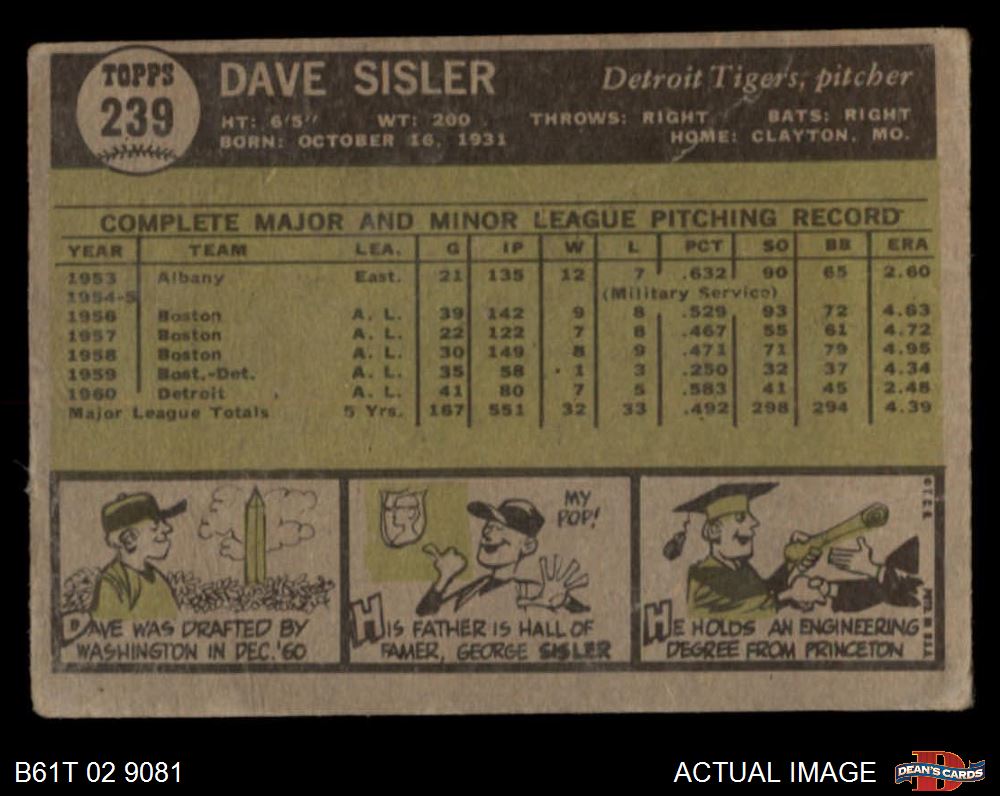 TOPPS
239
DAVE SISLER
Detroit Tigers, pitcher
HT: 6'5" WT: 200 THROWS: RIGHT BATS: RIGHT
BORN: OCTOBER 16, 1931 HOME: CLAYTON, MO.
COMPLETE MAJOR AND MINOR LEAGUE PITCHING RECORD
YEAR TEAM LEA. G IP W L PCT SO BB ERA
1953 Albany East. 21 135 12 7 .632 90 65 2.60
1954-5 (Military Service)
1956 Boston A. L. 39 142 9 8 .529 93 72 4.63
1957 Boston A. L. 22 122 7 8 .467 55 61 4.72
1958 Boston A. L. 30 149 8 9 .471 71 79 4.95
1959 Bost.-Det. A. L. 35 58 1 3 .250 32 37 4.34
1960 Detroit A. L. 41 80 7 5 .583 41 45 2.48
Major League Totals 5 Yrs. 167 551 32 33 .492 298 294 4.39
DAVE WAS DRAFTED BY
WASHINGTON IN DEC. '60
MY
POP!
HIS FATHER IS HALL OF
FAMER, GEORGE SISLER
HE HOLDS AN ENGINEERING
DEGREE FROM PRINCETON
©T.C.G.
B61T 02 9081
ACTUAL IMAGE
DEAN'S CARDS